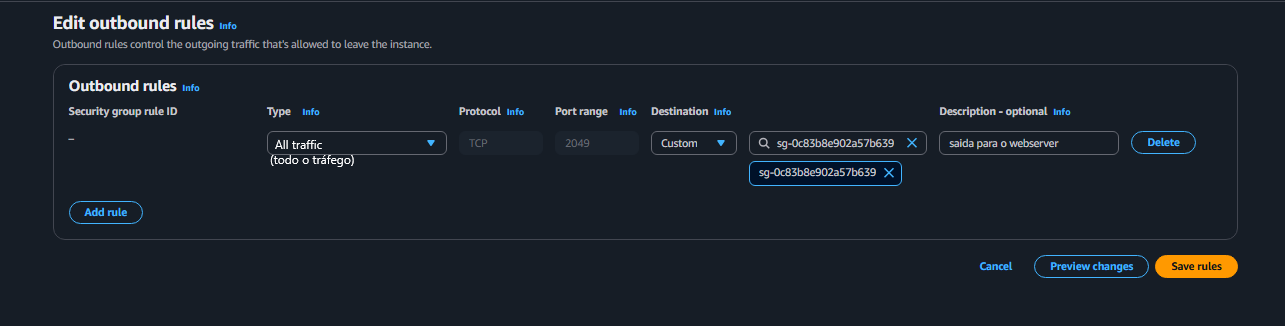 Edit outbound rules Info
Outbound rules control the outgoing traffic that's allowed to leave the instance.
Outbound rules Info
Security group rule ID Type Info Protocol Info Port range Info Destination Info Description - optional Info
– All traffic TCP 2049 Custom sg-0c83b8e902a57b639 saida para o webserver Delete
(todo o tráfego)
sg-0c83b8e902a57b639
Add rule
Cancel Preview changes Save rules